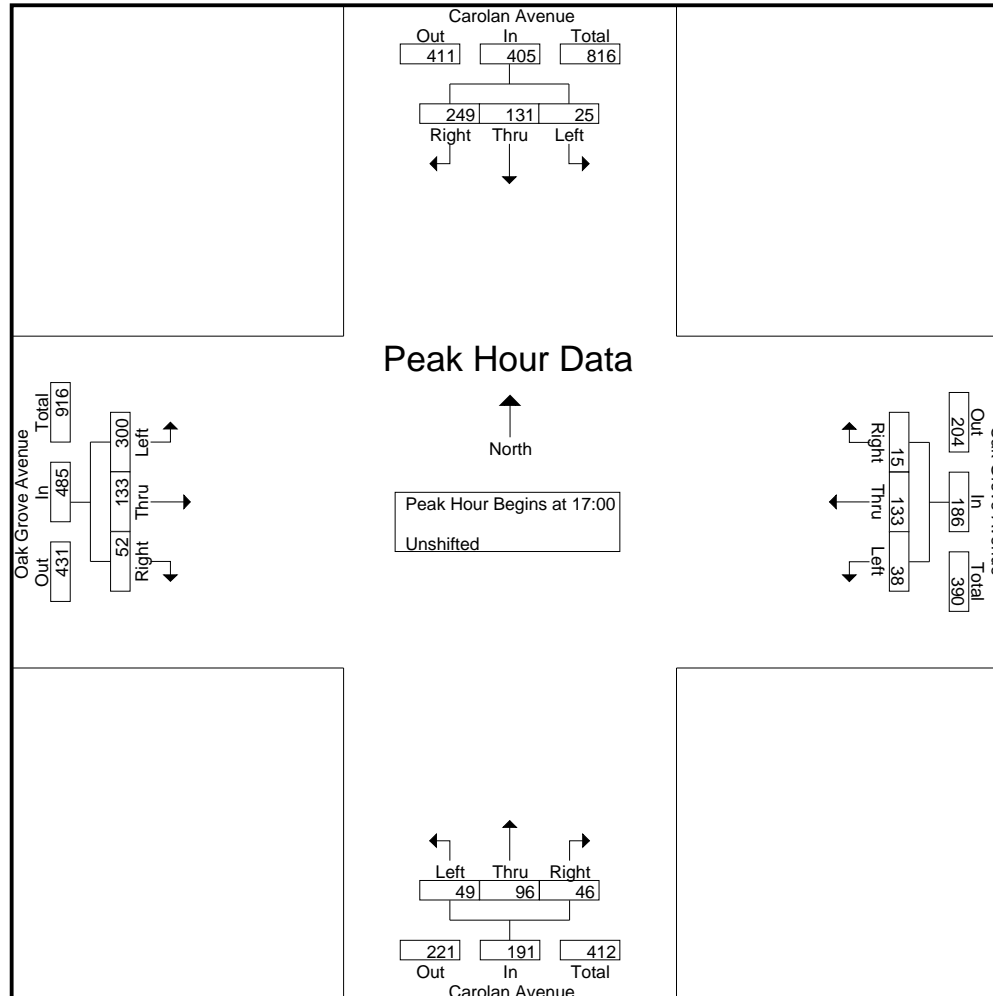 Carolan Avenue
Out In Total
411 405 816
249 131 25
Right Thru Left
Peak Hour Data
North
Peak Hour Begins at 17:00
Unshifted
Oak Grove Avenue
Total In Out
916 485 431
300 133 52
Left Thru Right
Out In Total
204 186 390
15 133 38
Right Thru Left
Left Thru Right
49 96 46
221 191 412
Out In Total
Carolan Avenue